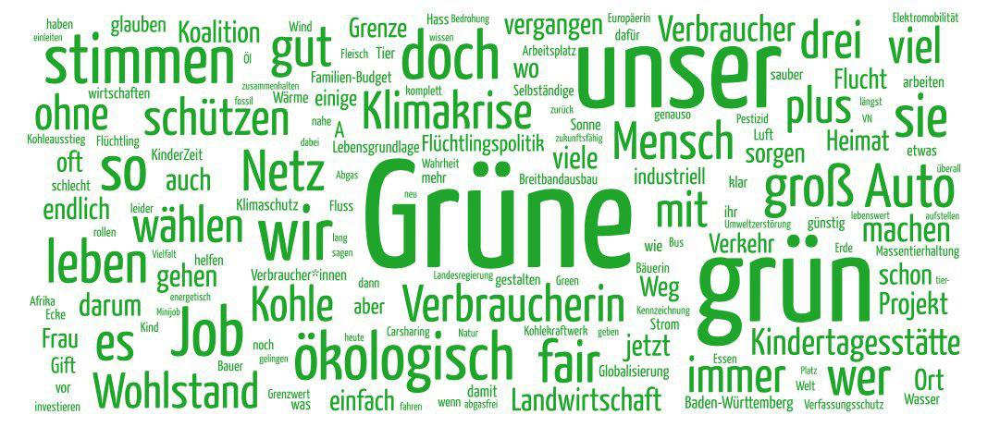 haben
glauben
Koalition
Wind
Grenze
Hass
Bedrohung
vergangen
Europäerin
Verbraucher
drei
viel
Elektromobilität
einleiten
stimmen
Öl
gut
Fleisch
Tier
doch
wissen
Arbeitsplatz
dafür
unser
zusammenhalten
Familien-Budget
wo
sauber
Flucht
arbeiten
wirtschaften
fossil
Wärme
einige
komplett
Selbständige
ohne
schützen
nahe
A
Klimakrise
zurück
Sonne
genauso
Pestizid
plus
längst
VN
sie
Kohleausstieg
Flüchtling
dabei
Lebensgrundlage
Flüchtlingspolitik
zukunftsfähig
Mensch
Luft
sorgen
Heimat
etwas
oft
so
KinderZeit
Netz
Wahrheit
viele
schlecht
auch
Abgas
Grüne
mehr
Breitbandausbau
industriell
klar
groß
Auto
überall
endlich
leider
Klimaschutz
Fluss
neu
mit
ihr
lebenswert
aufstellen
wählen
wir
Umweltzerstörung
günstig
machen
rollen
lang
sagen
wie
Bus
Verkehr
Erde
Massentierhaltung
leben
Vielfalt
helfen
gehen
Verbraucher*innen
dann
Landesregierung
gestalten
Green
Bäuerin
Weg
grün
schon
tier-
energetisch
Afrika
Ecke
darum
Minijob
Kohle
aber
Verbraucherin
Kennzeichnung
Strom
Projekt
Frau
es
Kind
Job
noch
heute
Carsharing
Natur
Kohlekraftwerk
geben
jetzt
Kindertagesstätte
Gift
Bauer
gelingen
ökologisch
fair
Globalisierung
Essen
immer
Platz
Welt
wer
Ort
vor
Wohlstand
Grenzwert
investieren
was
einfach
fahren
wenn
damit
abgasfrei
Landwirtschaft
Baden-Württemberg
Verfassungsschutz
Wasser